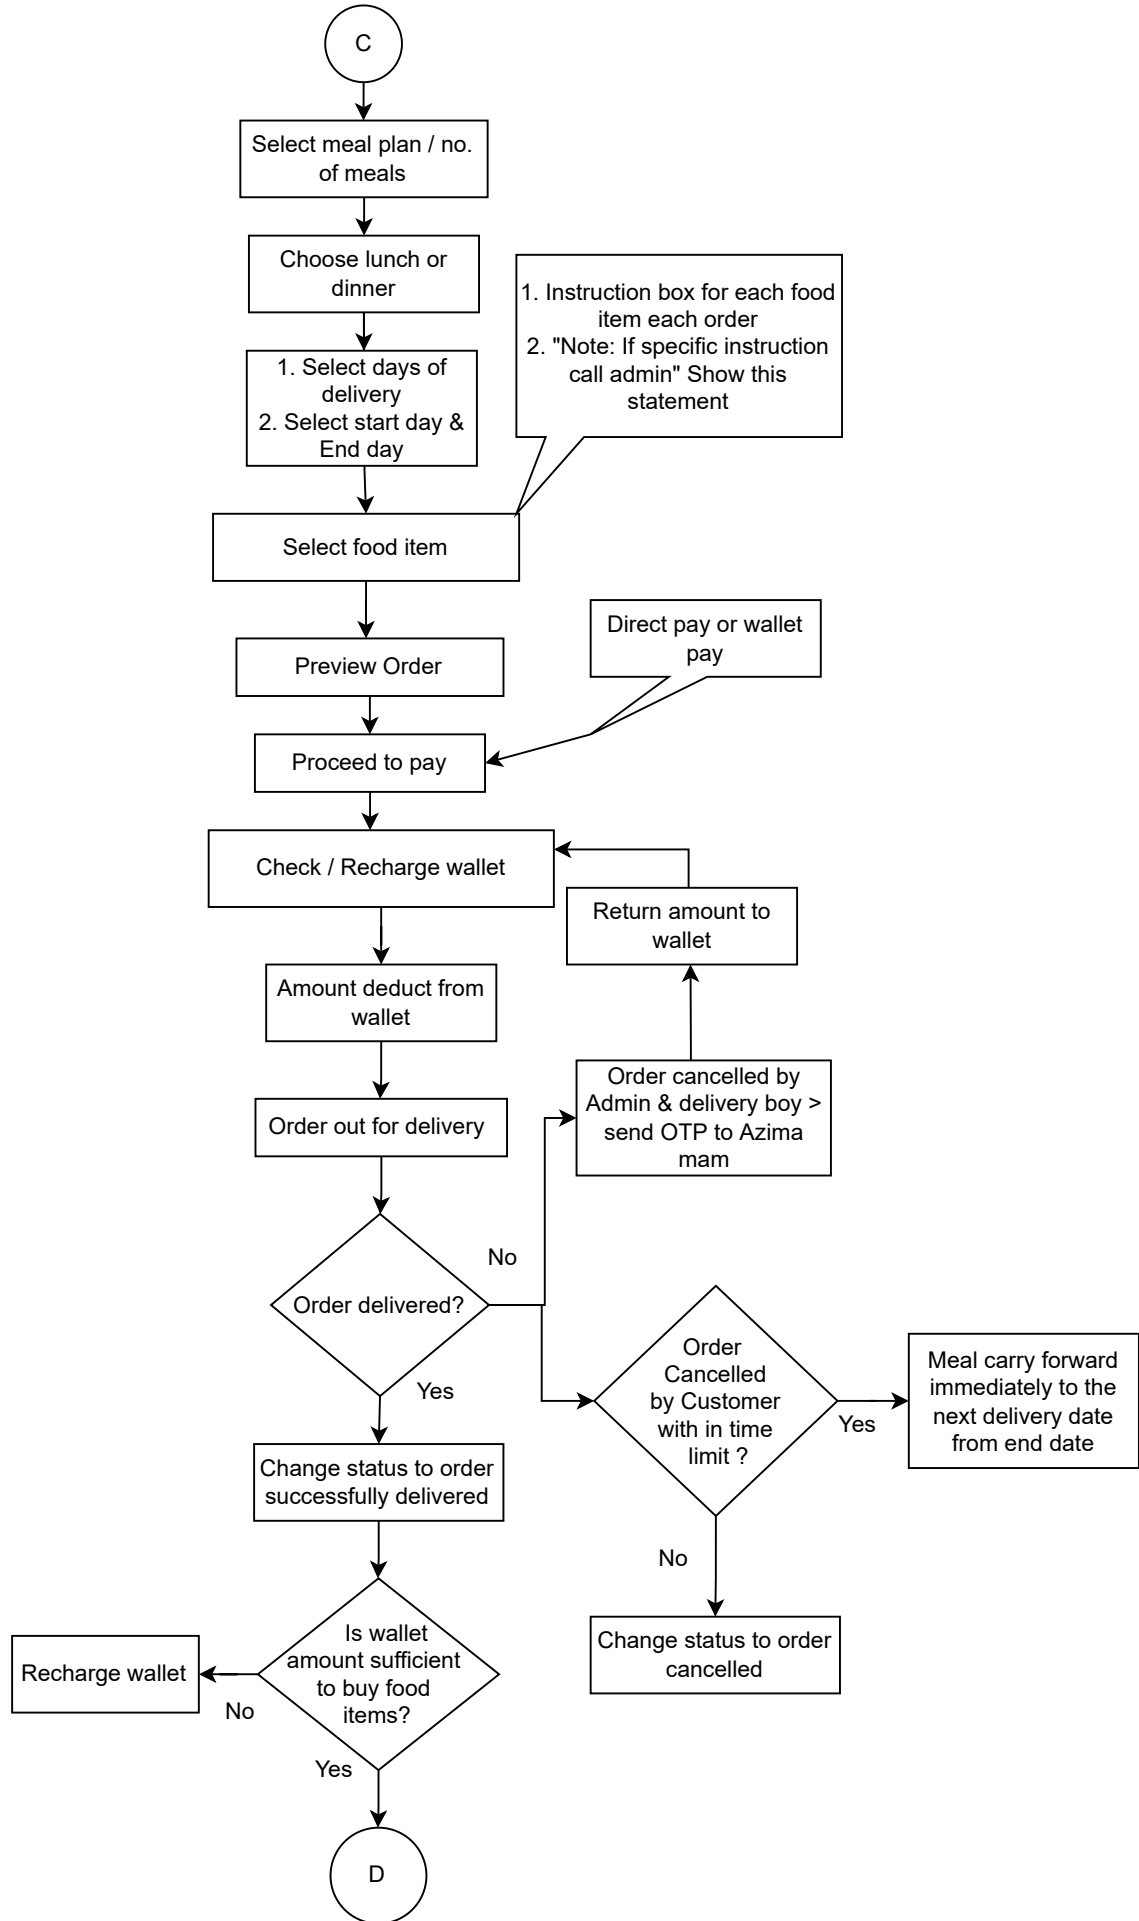 C
Select meal plan / no.
of meals
Choose lunch or
dinner
1. Instruction box for each food
item each order
2. "Note: If specific instruction
call admin" Show this
statement
1. Select days of
delivery
2. Select start day &
End day
Select food item
Direct pay or wallet
pay
Preview Order
Proceed to pay
Check / Recharge wallet
Return amount to
wallet
Amount deduct from
wallet
Order cancelled by
Admin & delivery boy >
send OTP to Azima
mam
Order out for delivery
No
Order delivered?
Yes
Order
Cancelled
by Customer
with in time
limit ?
Yes
Meal carry forward
immediately to the
next delivery date
from end date
Change status to order
successfully delivered
No
Change status to order
cancelled
Is wallet
amount sufficient
to buy food
items?
Recharge wallet
No
Yes
D